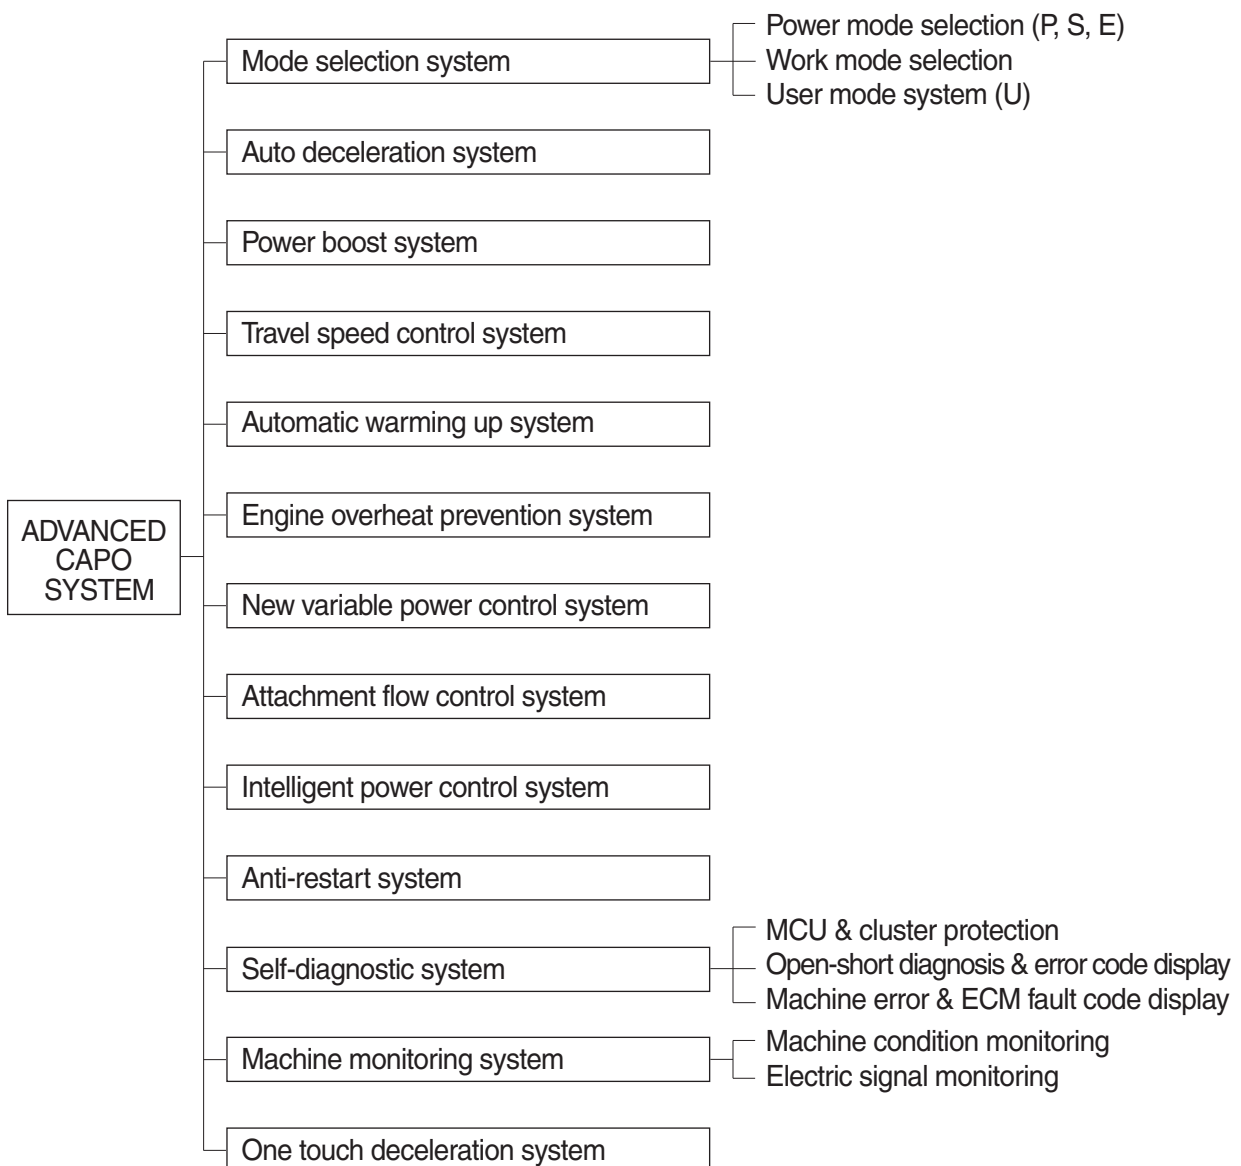 Mode selection system
Power mode selection (P, S, E)
Work mode selection
User mode system (U)
Auto deceleration system
Power boost system
Travel speed control system
Automatic warming up system
Engine overheat prevention system
ADVANCED
CAPO
SYSTEM
New variable power control system
Attachment flow control system
Intelligent power control system
Anti-restart system
Self-diagnostic system
MCU & cluster protection
Open-short diagnosis & error code display
Machine error & ECM fault code display
Machine monitoring system
Machine condition monitoring
Electric signal monitoring
One touch deceleration system